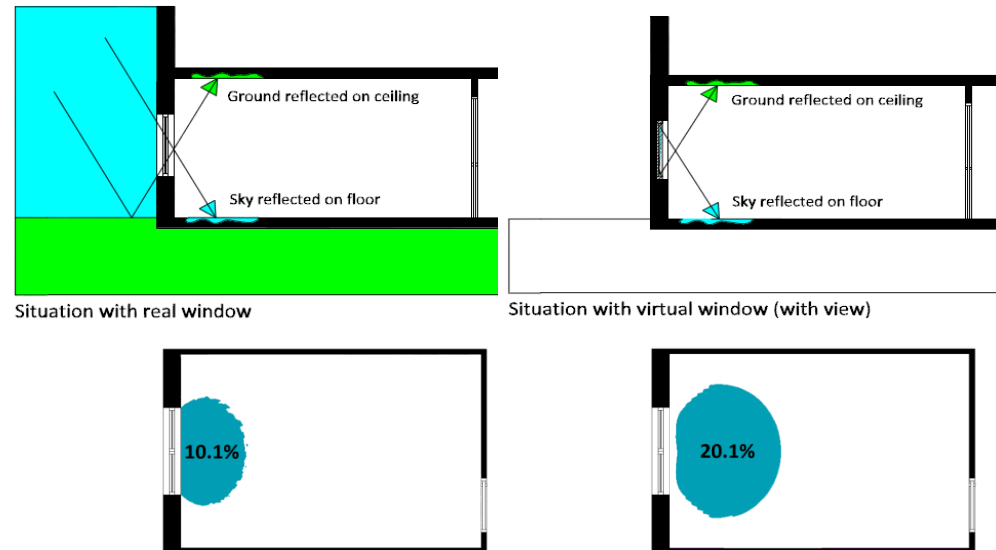 Ground reflected on ceiling
Sky reflected on floor
Situation with real window
Ground reflected on ceiling
Sky reflected on floor
Situation with virtual window (with view)
10.1%
20.1%